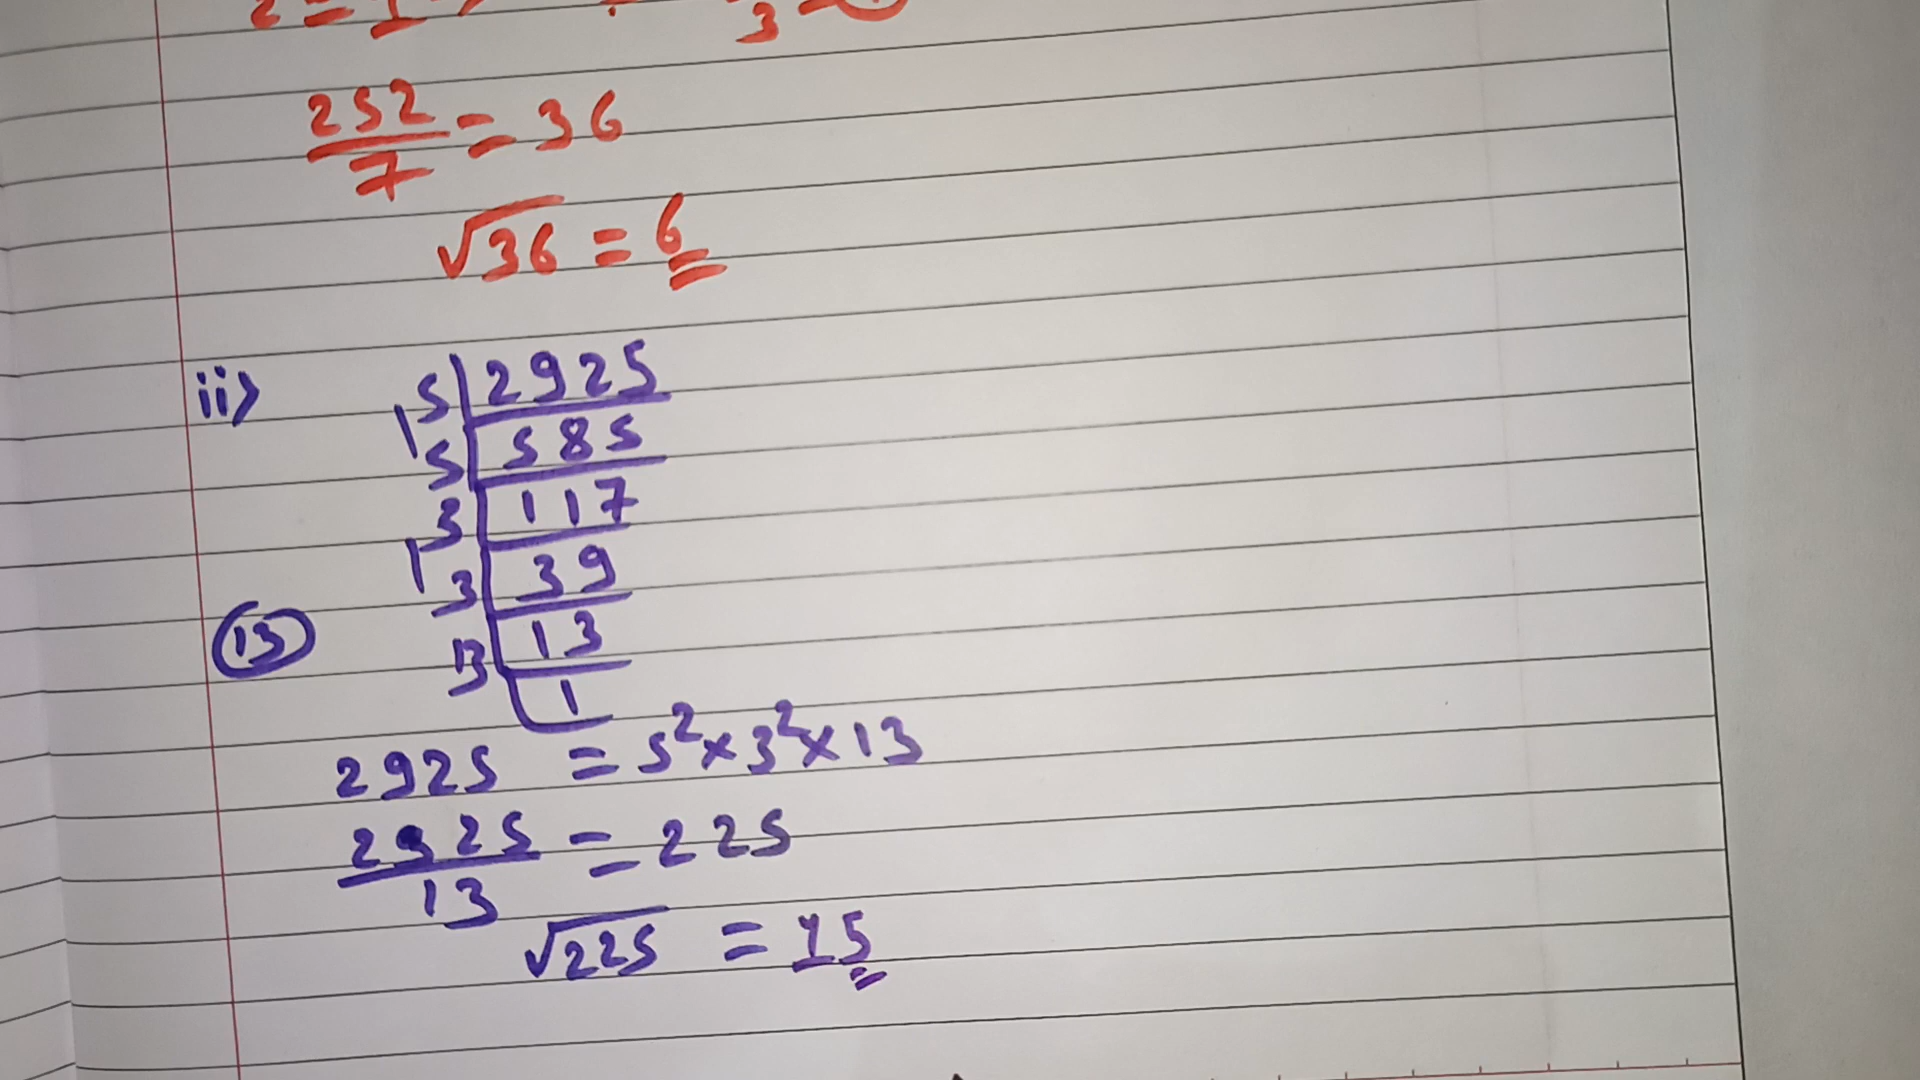 252/7 = 36
√36 = 6
ii) 5 | 2925
5 | 585
3 | 117
3 | 39
13 13 | 13
1
2925 = 5² x 3² x 13
2925/13 = 225
√225 = 15